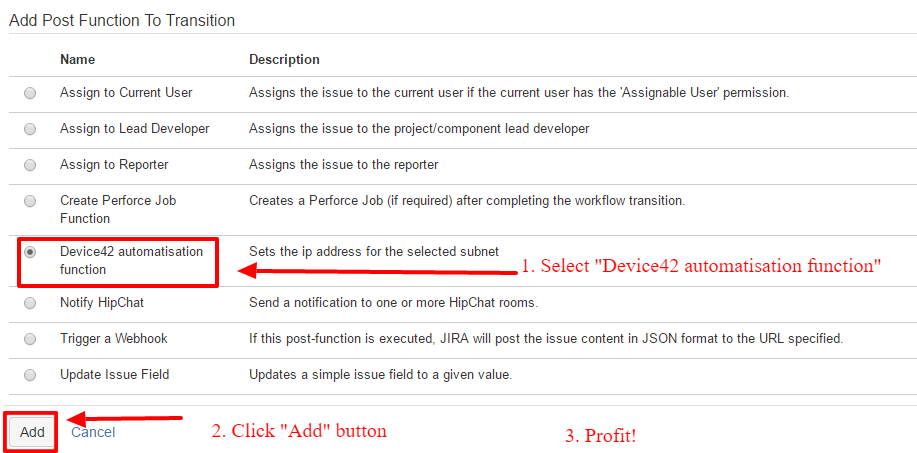 Add Post Function To Transition
Name Description
Assign to Current User Assigns the issue to the current user if the current user has the 'Assignable User' permission.
Assign to Lead Developer Assigns the issue to the project/component lead developer
Assign to Reporter Assigns the issue to the reporter
Create Perforce Job Creates a Perforce Job (if required) after completing the workflow transition.
Function
Device42 automatisation Sets the ip address for the selected subnet
function
1. Select "Device42 automatisation function"
Notify HipChat Send a notification to one or more HipChat rooms.
Trigger a Webhook If this post-function is executed, JIRA will post the issue content in JSON format to the URL specified.
Update Issue Field Updates a simple issue field to a given value.
Add Cancel 2. Click "Add" button 3. Profit!